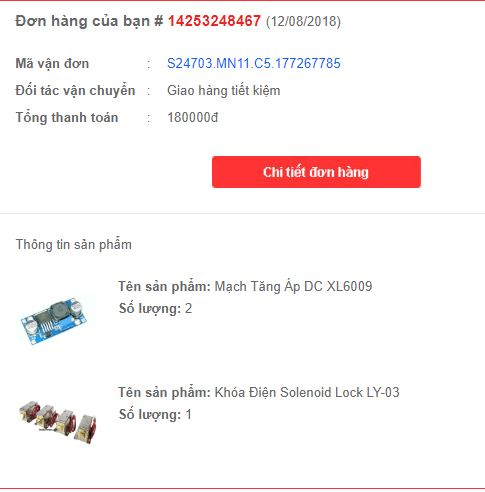 Đơn hàng của bạn # 14253248467 (12/08/2018)
Mã vận đơn : S24703.MN11.C5.177267785
Đối tác vận chuyển : Giao hàng tiết kiệm
Tổng thanh toán : 180000đ
Chi tiết đơn hàng
Thông tin sản phẩm
Tên sản phẩm: Mạch Tăng Áp DC XL6009
Số lượng: 2
Tên sản phẩm: Khóa Điện Solenoid Lock LY-03
Số lượng: 1